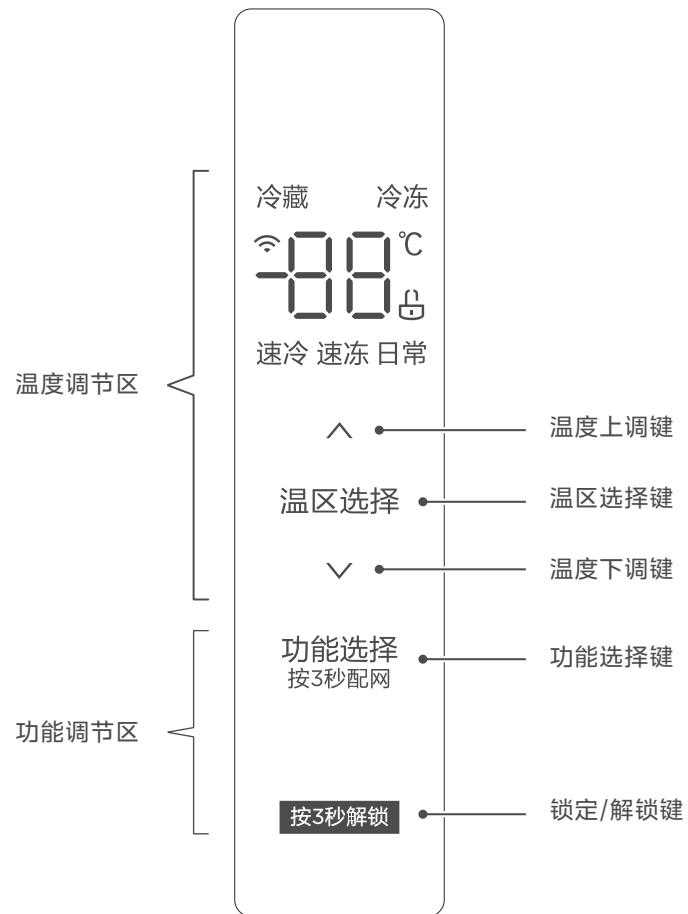 冷藏 冷冻
-88 ℃
速冷 速冻 日常
温度调节区
温度上调键
温区选择 温区选择键
温度下调键
功能选择 功能选择键
按3秒配网
功能调节区
按3秒解锁 锁定/解锁键